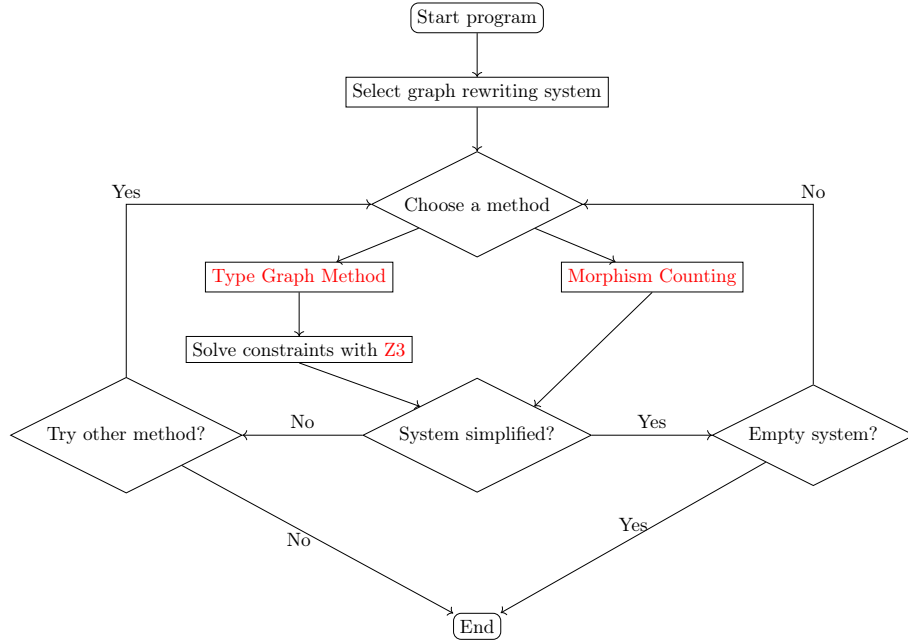 Start program
Select graph rewriting system
Yes
No
Choose a method
Type Graph Method
Morphism Counting
Solve constraints with Z3
Try other method?
No
System simplified?
Yes
Empty system?
No
Yes
End